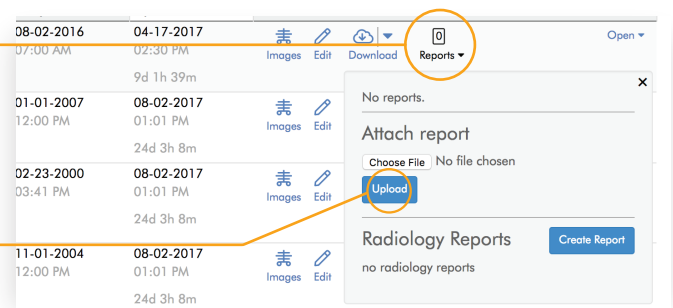 08-02-2016 04-17-2017 0 Open
07:00 AM 02:30 PM Images Edit Download Reports
9d 1h 39m
No reports.
01-01-2007 08-02-2017
12:00 PM 01:01 PM Images Edit
Attach report
24d 3h 8m
Choose File No file chosen
02-23-2000 08-02-2017
03:41 PM 01:01 PM Images Edit Upload
24d 3h 8m
Radiology Reports Create Report
11-01-2004 08-02-2017
no radiology reports
12:00 PM 01:01 PM Images Edit
24d 3h 8m